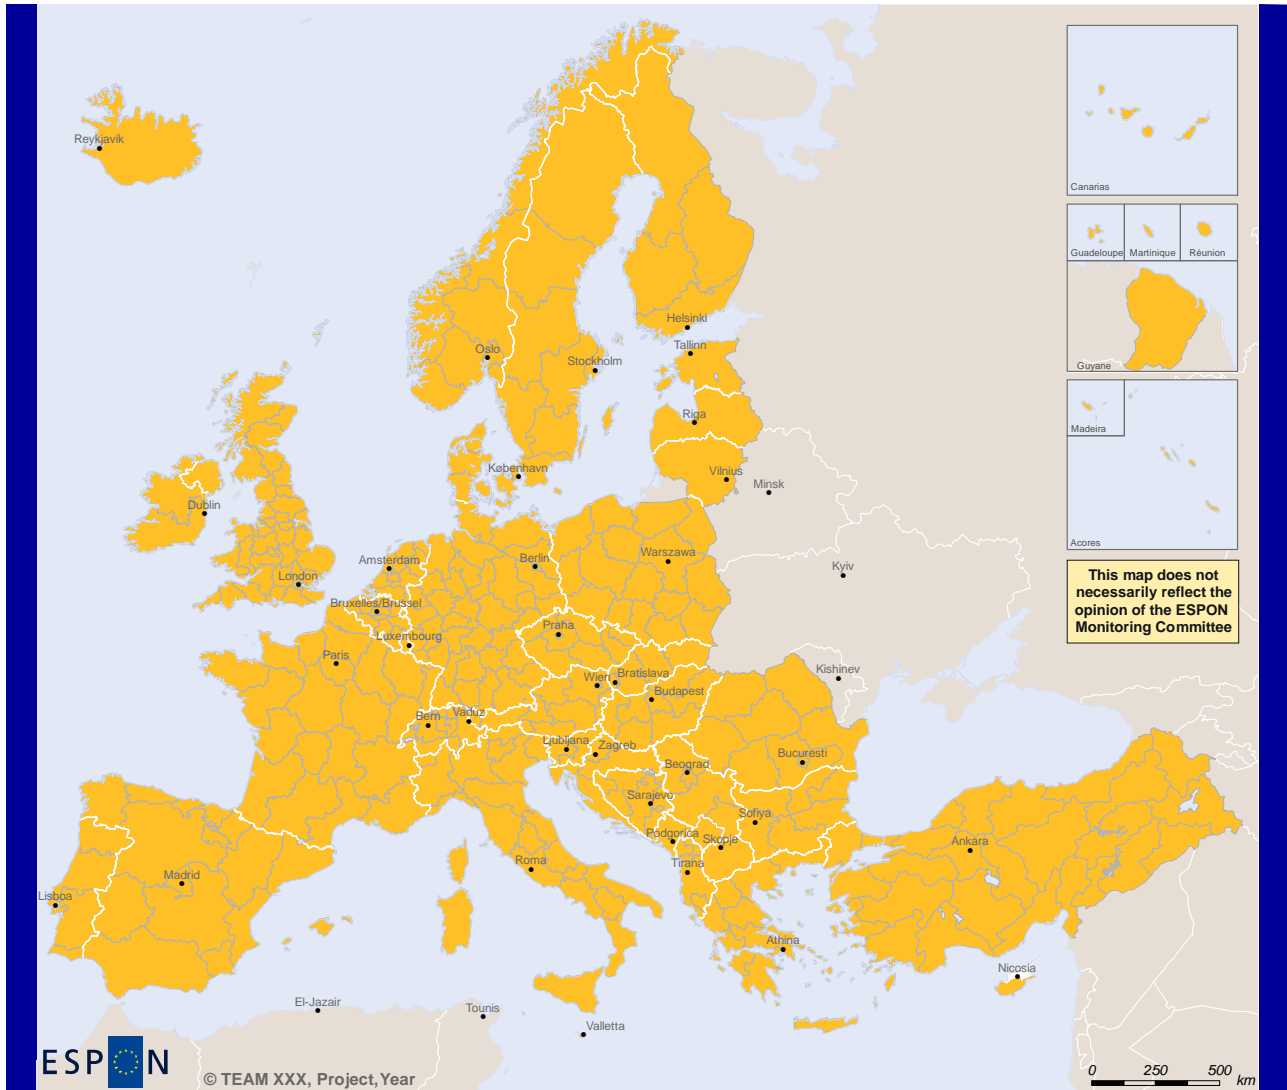 Reykjavik
Canarias
Guadeloupe
Martinique
Réunion
Guyane
Helsinki
Tallinn
Oslo
Stockholm
Madeira
Riga
København
Vilnius
Minsk
Dublin
Acores
Amsterdam
Berlin
Warszawa
Kyiv
London
This map does not
necessarily reflect the
opinion of the ESPON
Monitoring Committee
Bruxelles/Brussel
Praha
Luxembourg
Paris
Kishinev
Wien
Bratislava
Budapest
Bern
Vaduz
Ljubljana
Zagreb
Bucuresti
Beograd
Sarajevo
Sofiya
Podgorica
Skopje
Ankara
Roma
Tirana
Madrid
Lisboa
Athina
Nicosia
El-Jazair
Tounis
Valletta
ESPON
© TEAM XXX, Project,Year
0 250 500
km